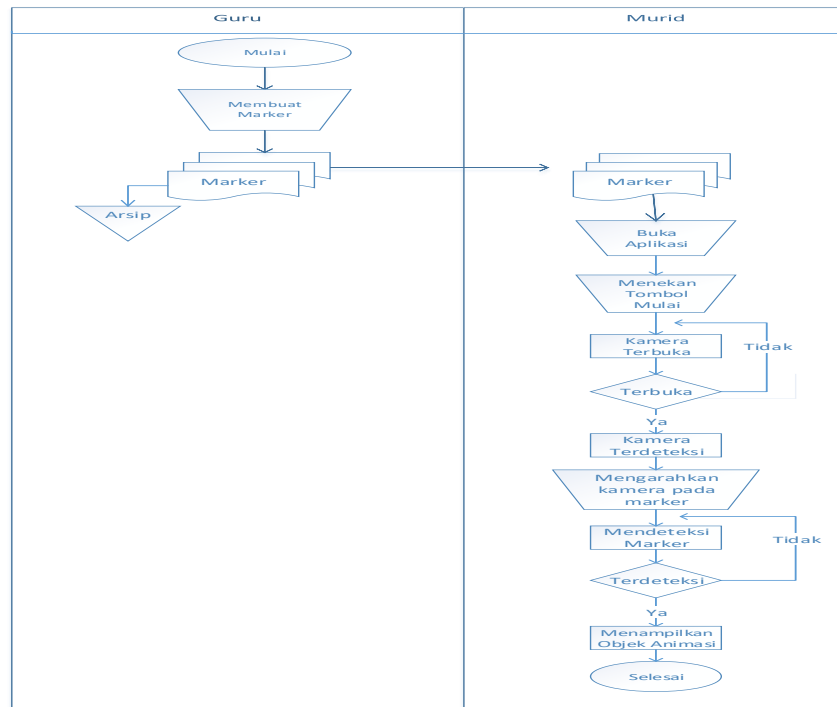 Guru
Murid
Mulai
Membuat
Marker
Marker
Arsip
Marker
Buka
Aplikasi
Menekan
Tombol
Mulai
Kamera
Terbuka
Tidak
Terbuka
Ya
Kamera
Terdeteksi
Mengarahkan
kamera pada
marker
Mendeteksi
Marker
Tidak
Terdeteksi
Ya
Menampilkan
Objek Animasi
Selesai